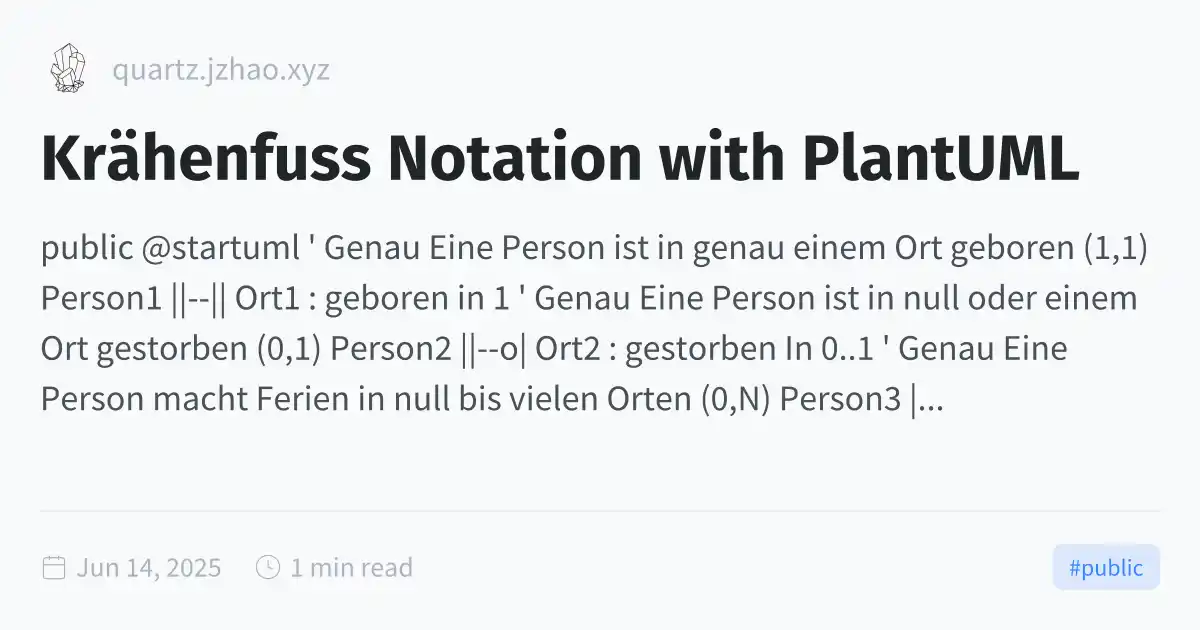 quartz.jzhao.xyz
Krähenfuss Notation with PlantUML
public @startuml ' Genau Eine Person ist in genau einem Ort geboren (1,1)
Person1 ||--|| Ort1 : geboren in 1 ' Genau Eine Person ist in null oder einem
Ort gestorben (0,1) Person2 ||--o| Ort2 : gestorben In 0..1 ' Genau Eine
Person macht Ferien in null bis vielen Orten (0,N) Person3 |...
Jun 14, 2025 1 min read #public